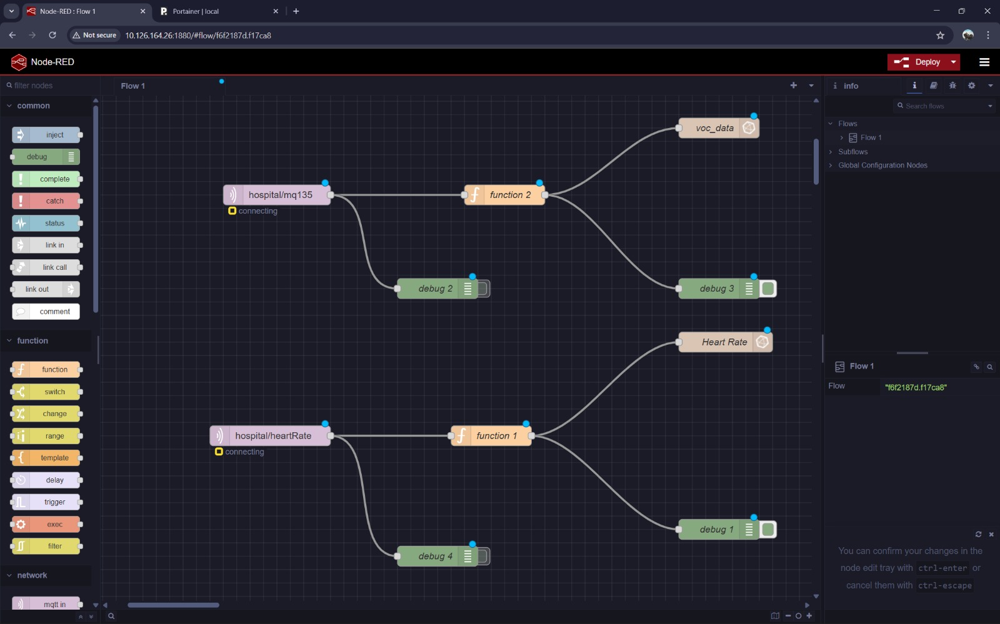 Node-RED : Flow 1
Portainer | local
Not secure
10.126.164.26:1880/#flow/f6f2187d.f17ca8
Node-RED
Deploy
filter nodes
common
inject
debug
complete
catch
status
link in
link call
link out
comment
function
function
switch
change
range
template
delay
trigger
exec
filter
network
mqtt in
Flow 1
voc_data
hospital/mq135
connecting
function 2
debug 2
debug 3
Heart Rate
hospital/heartRate
connecting
function 1
debug 1
debug 4
i info
i
Search flows
Flows
Flow 1
Subflows
Global Configuration Nodes
Flow 1
Flow "f6f2187d.f17ca8"
You can confirm your changes in the
node edit tray with ctrl-enter or
cancel them with ctrl-escape